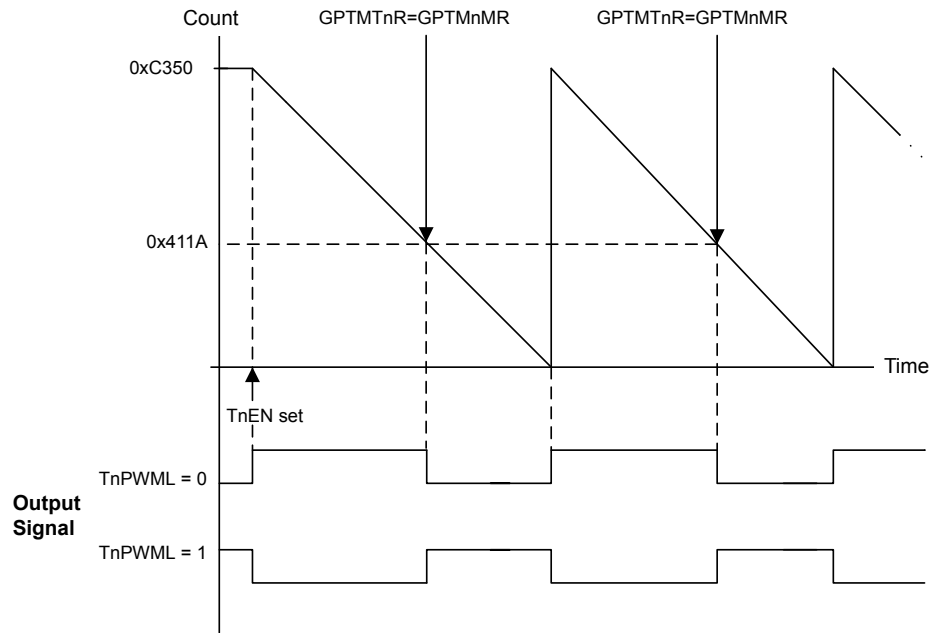 Count
GPTMTnR=GPTMnMR
GPTMTnR=GPTMnMR
0xC350
0x411A
Time
TnEN set
TnPWML = 0
Output
Signal
TnPWML = 1